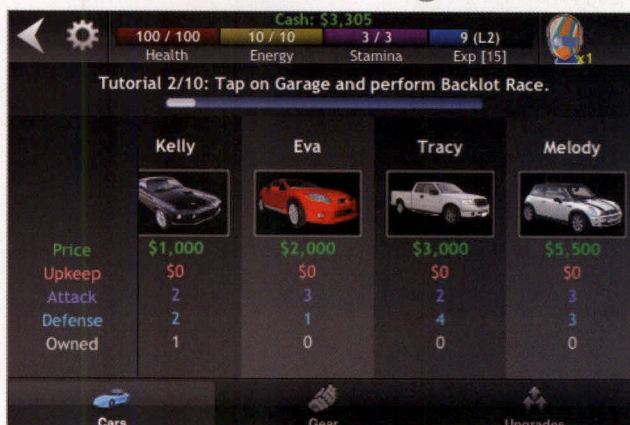 Cash: $3,305
100 / 100 10 / 10 3 / 3 9 (L2)
Health Energy Stamina Exp [15]
x1
Tutorial 2/10: Tap on Garage and perform Backlot Race.
Kelly Eva Tracy Melody
Price $1,000 $2,000 $3,000 $5,500
Upkeep $0 $0 $0 $0
Attack 2 3 2 3
Defense 2 1 4 3
Owned 1 0 0 0
Cars Gear Upgrades